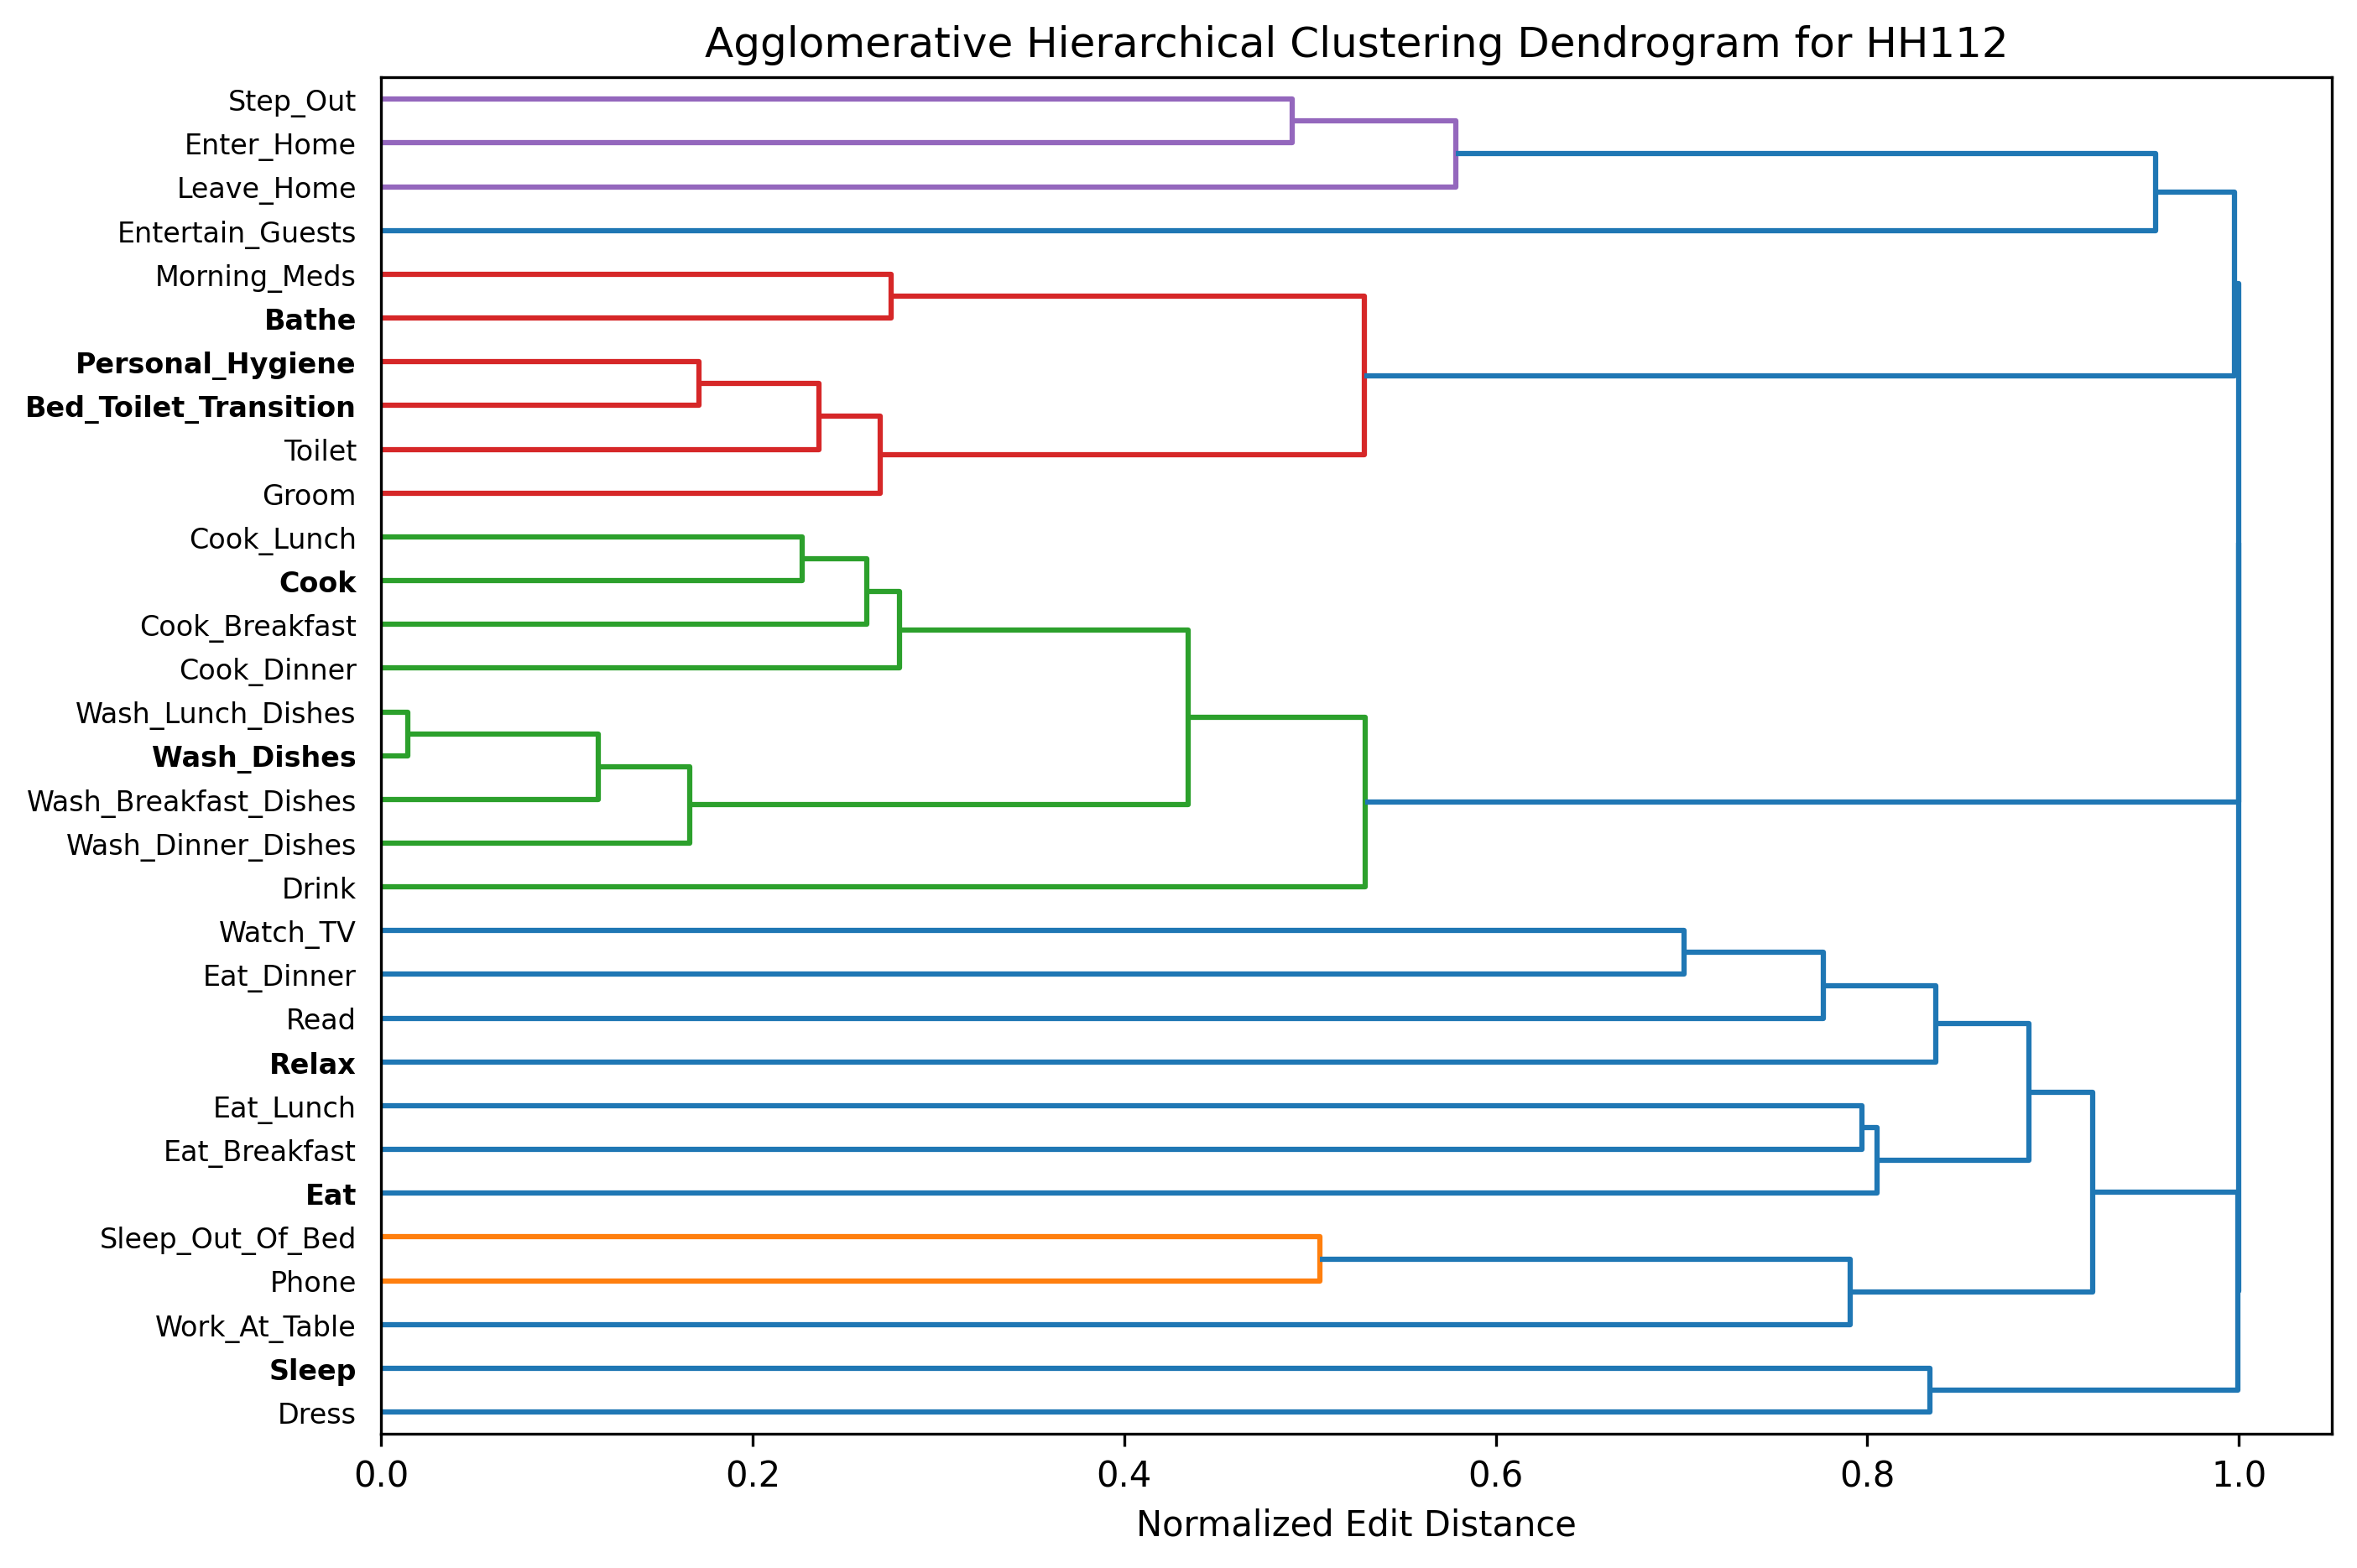 Agglomerative Hierarchical Clustering Dendrogram for HH112
Step_Out
Enter_Home
Leave_Home
Entertain_Guests
Morning_Meds
Bathe
Personal_Hygiene
Bed_Toilet_Transition
Toilet
Groom
Cook_Lunch
Cook
Cook_Breakfast
Cook_Dinner
Wash_Lunch_Dishes
Wash_Dishes
Wash_Breakfast_Dishes
Wash_Dinner_Dishes
Drink
Watch_TV
Eat_Dinner
Read
Relax
Eat_Lunch
Eat_Breakfast
Eat
Sleep_Out_Of_Bed
Phone
Work_At_Table
Sleep
Dress
0.0 0.2 0.4 0.6 0.8 1.0
Normalized Edit Distance